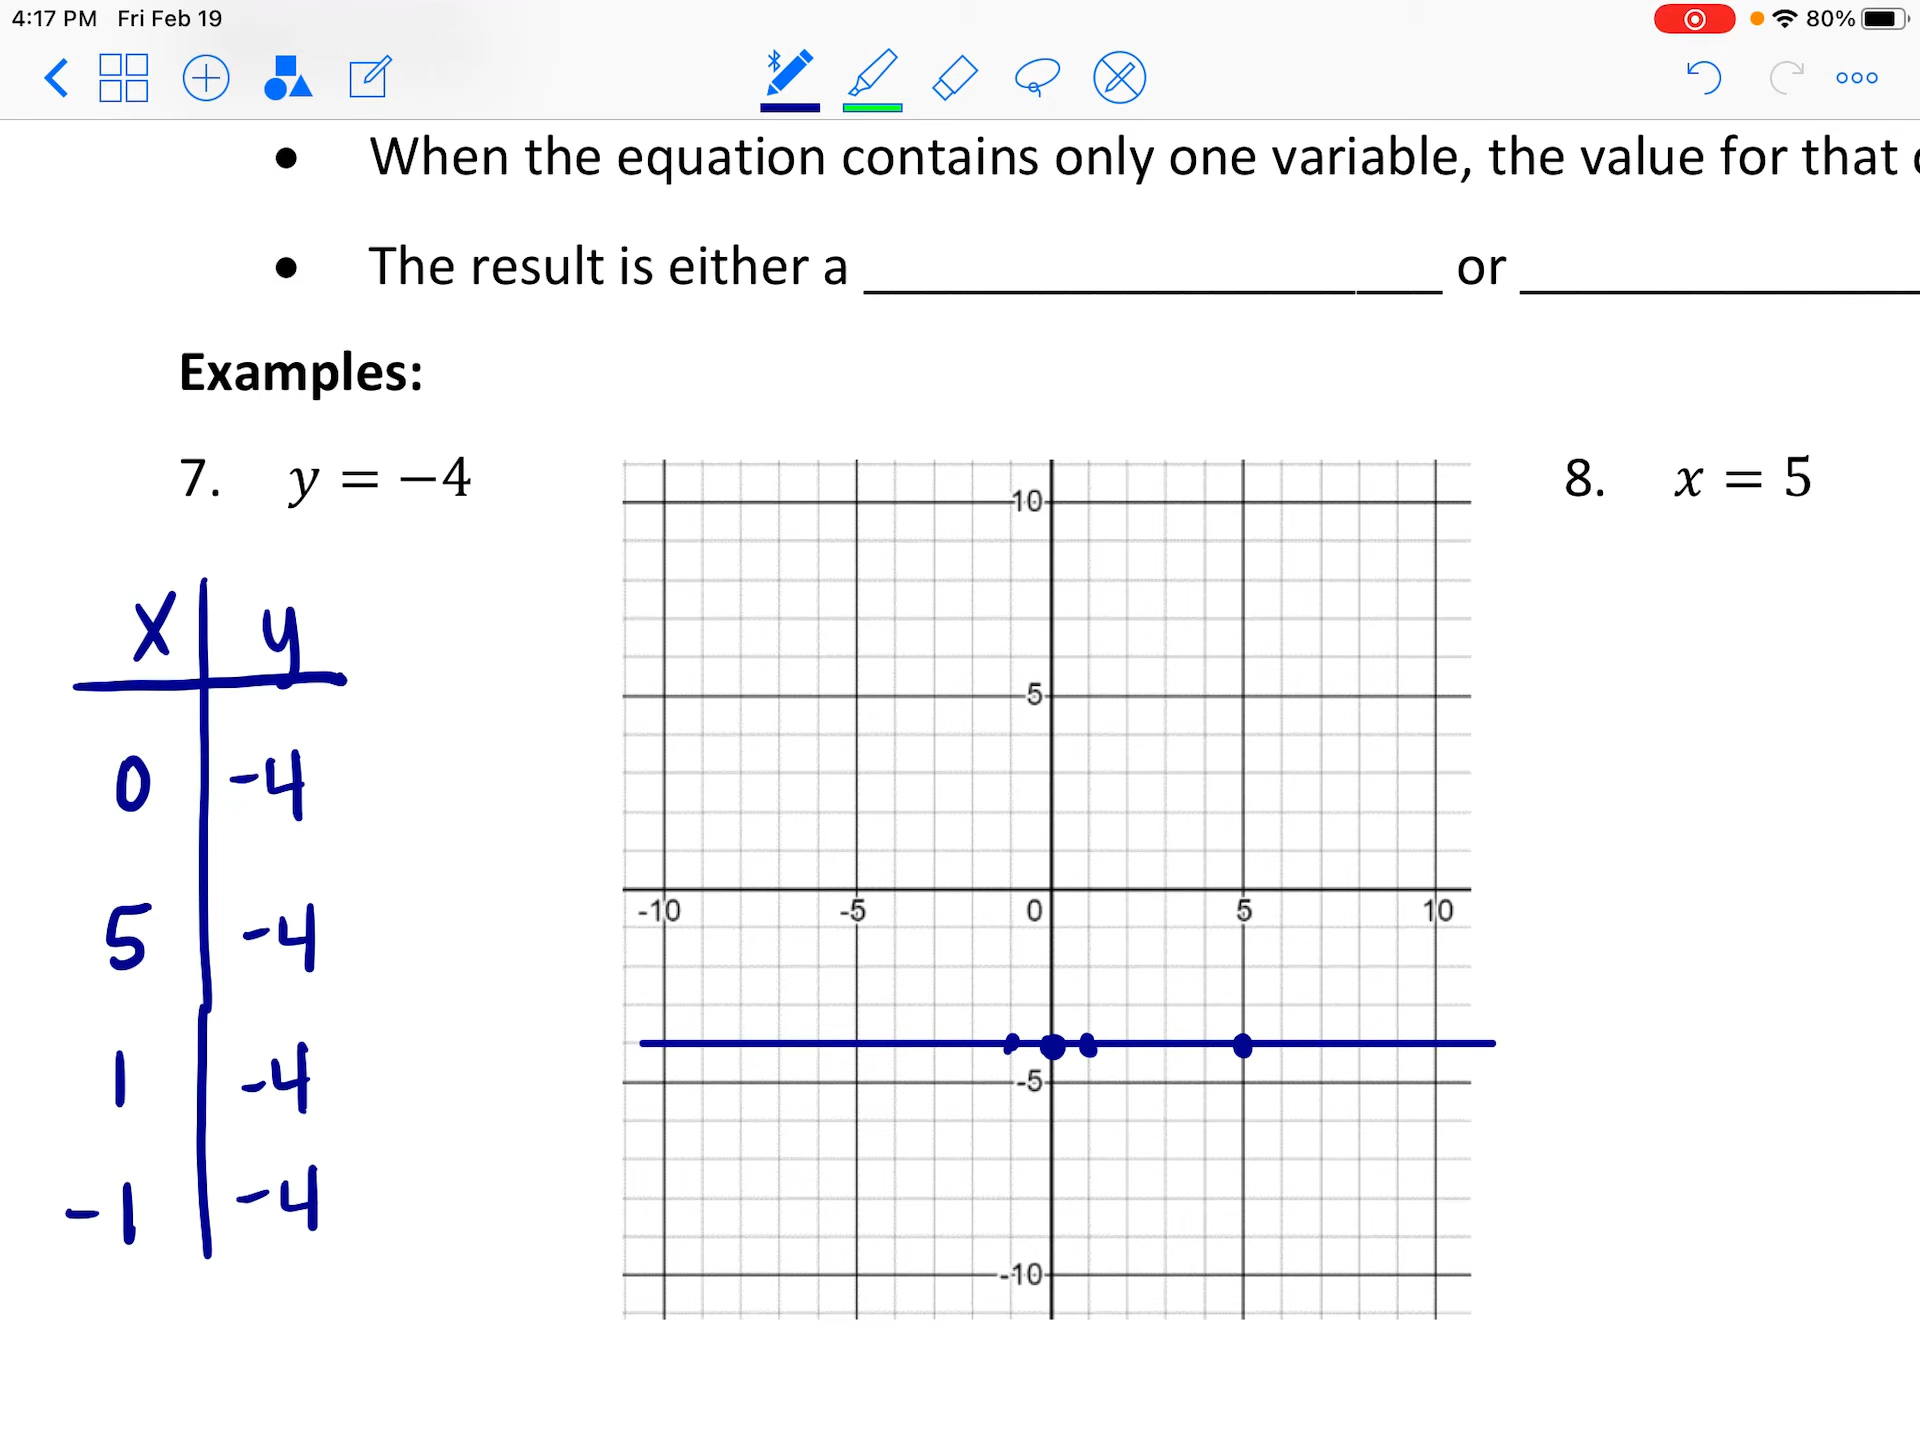 4:17 PM Fri Feb 19 80%
• When the equation contains only one variable, the value for that
• The result is either a ______________________ or _______________
Examples:
7. y = −4
8. x = 5
x y
0 -4
5 -4
1 -4
-1 -4
10
5
-10 -5 0 5 10
-5
-10